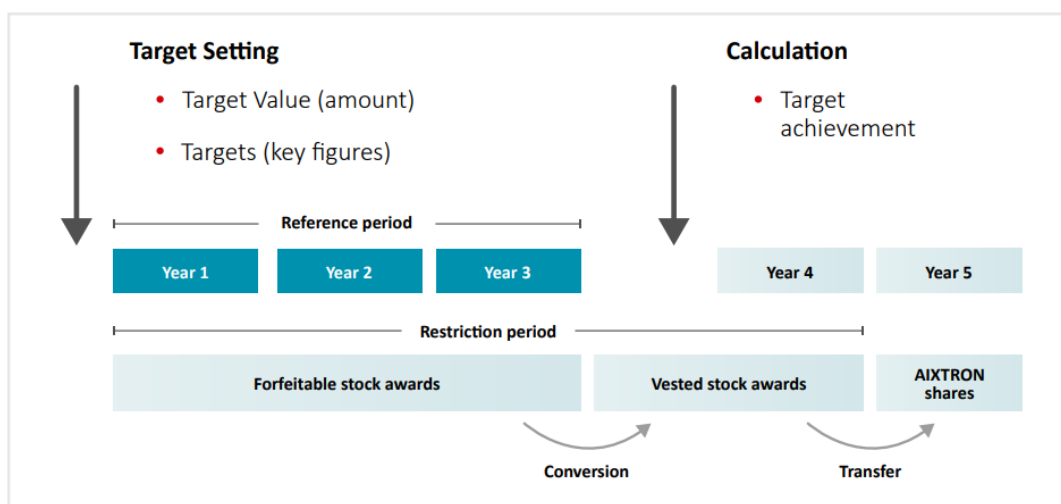 Target Setting
• Target Value (amount)
• Targets (key figures)
Calculation
• Target
achievement
Reference period
Year 1
Year 2
Year 3
Year 4
Year 5
Restriction period
Forfeitable stock awards
Vested stock awards
AIXTRON
shares
Conversion
Transfer